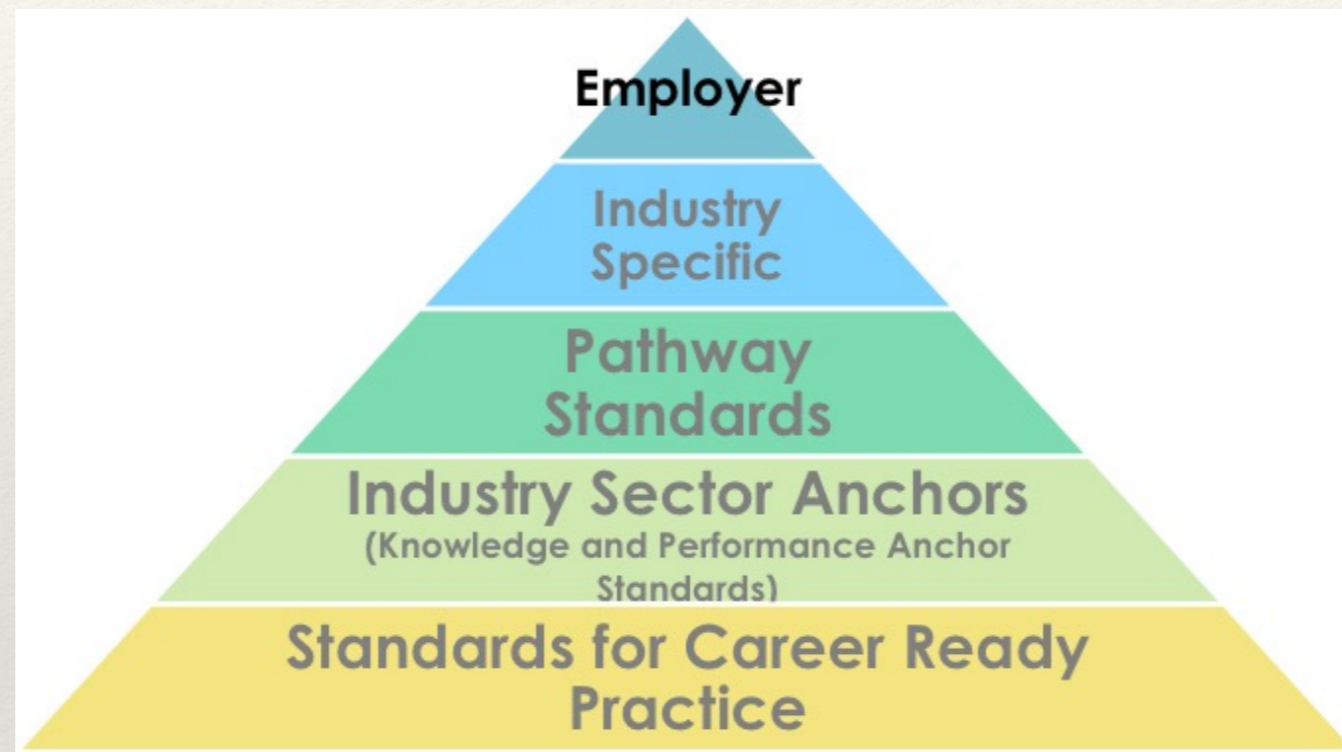 Employer
Industry
Specific
Pathway
Standards
Industry Sector Anchors
(Knowledge and Performance Anchor
Standards)
Standards for Career Ready
Practice